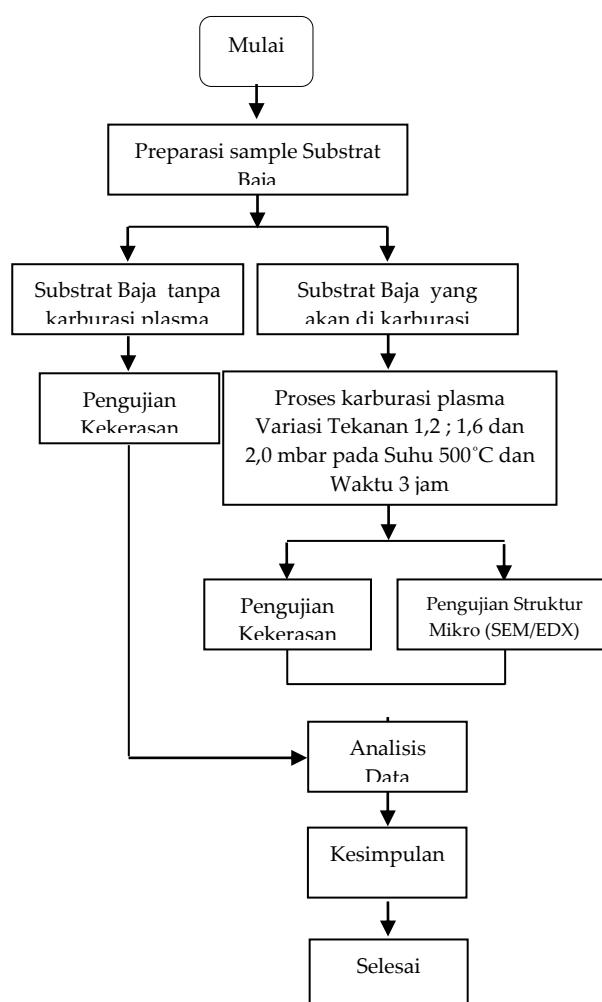 Mulai
Preparasi sample Substrat
Baja
Substrat Baja  tanpa
karburasi plasma
Substrat Baja  yang
akan di karburasi
Pengujian
Kekerasan
Proses karburasi plasma
Variasi Tekanan 1,2 ; 1,6 dan
2,0 mbar pada Suhu 500˚C dan
Waktu 3 jam
Pengujian
Kekerasan
Pengujian Struktur
Mikro (SEM/EDX)
Analisis
Data
Kesimpulan
Selesai